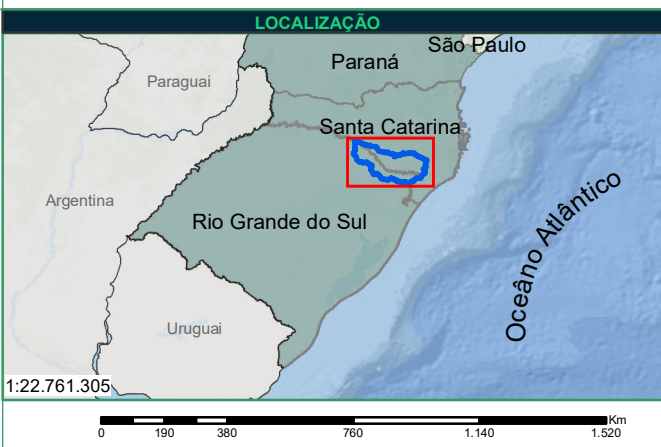 LOCALIZAÇÃO
São Paulo
Paraná
Paraguai
Santa Catarina
Argentina
Rio Grande do Sul
Oceâno Atlântico
Uruguai
1:22.761.305
Km
0 190 380 760 1.140 1.520